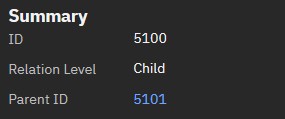 Summary
ID 5100
Relation Level Child
Parent ID 5101